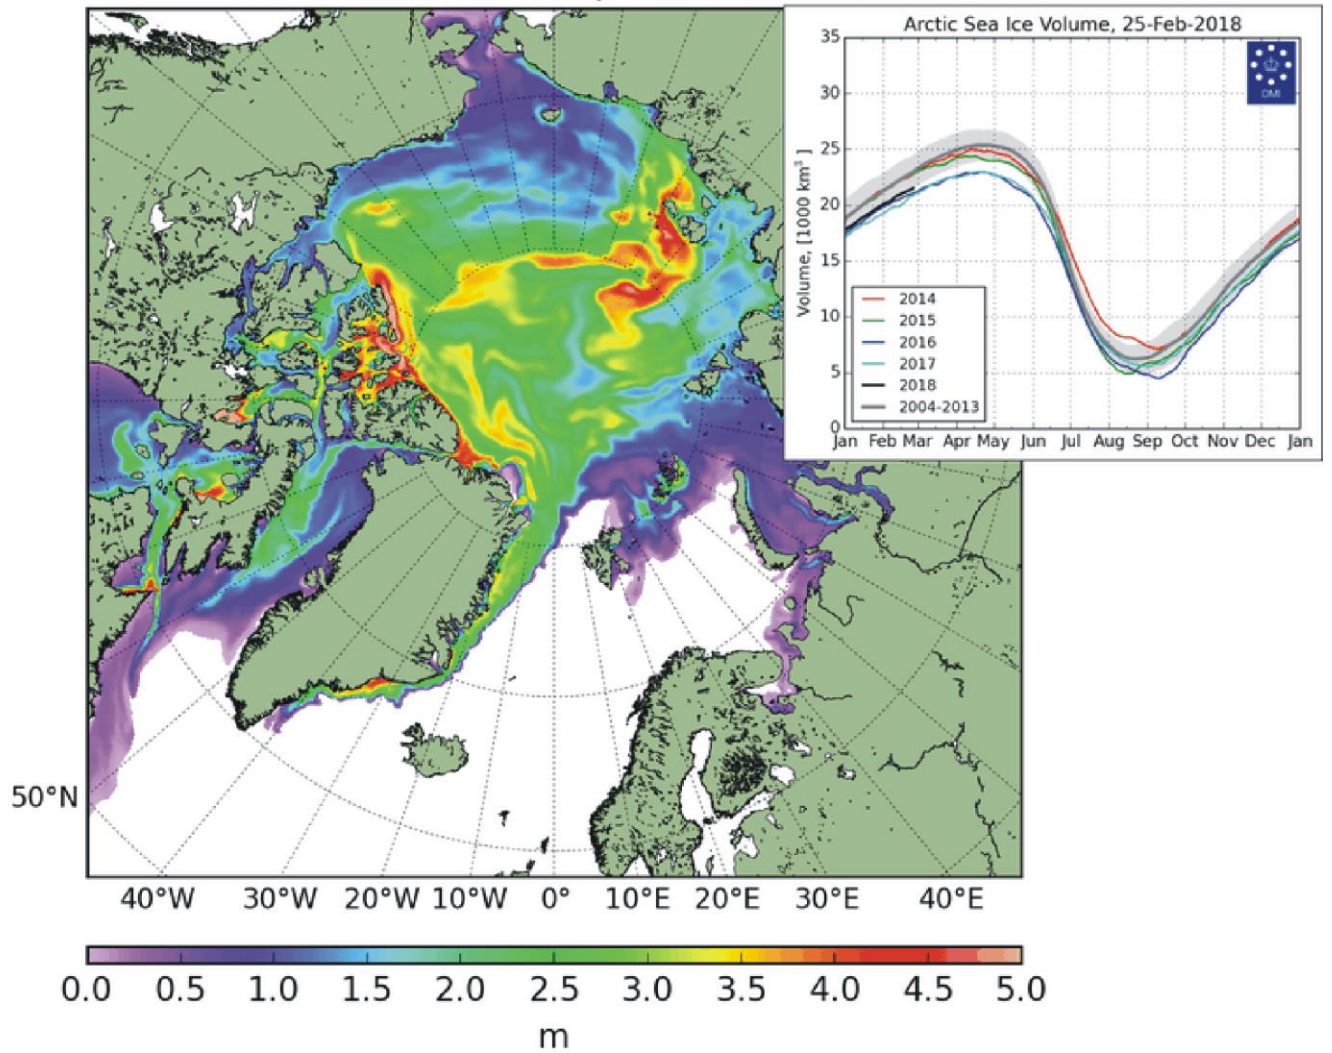 Arctic Sea Ice Volume, 25-Feb-2018
35
30
25
20
15
10
5
0
Volume, [1000 km³ ]
DMI
2014
2015
2016
2017
2018
2004-2013
Jan Feb Mar Apr May Jun Jul Aug Sep Oct Nov Dec Jan
50°N
40°W 30°W 20°W 10°W 0° 10°E 20°E 30°E 40°E
0.0 0.5 1.0 1.5 2.0 2.5 3.0 3.5 4.0 4.5 5.0
m